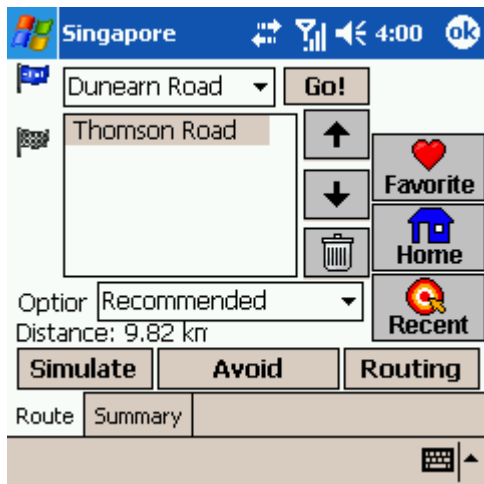 Singapore 4:00 ok
Dunearn Road Go!
Thomson Road
Favorite
Home
Optior Recommended
Recent
Distance: 9.82 km
Simulate Avoid Routing
Route Summary